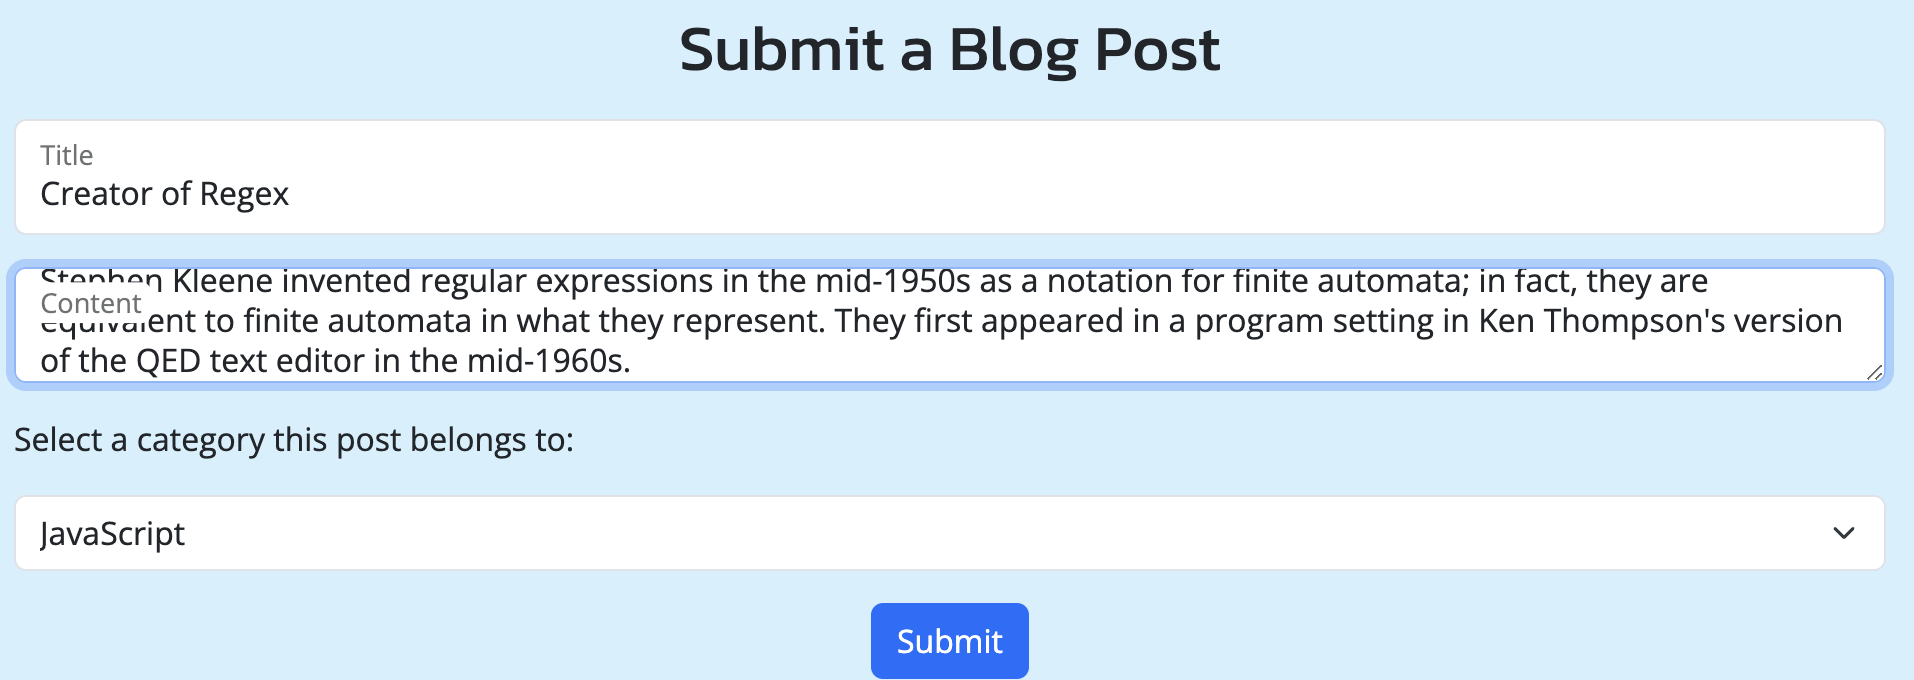 Submit a Blog Post
Title
Creator of Regex
Stephen Kleene invented regular expressions in the mid-1950s as a notation for finite automata; in fact, they are
Content
equivalent to finite automata in what they represent. They first appeared in a program setting in Ken Thompson's version
of the QED text editor in the mid-1960s.
Select a category this post belongs to:
JavaScript
Submit